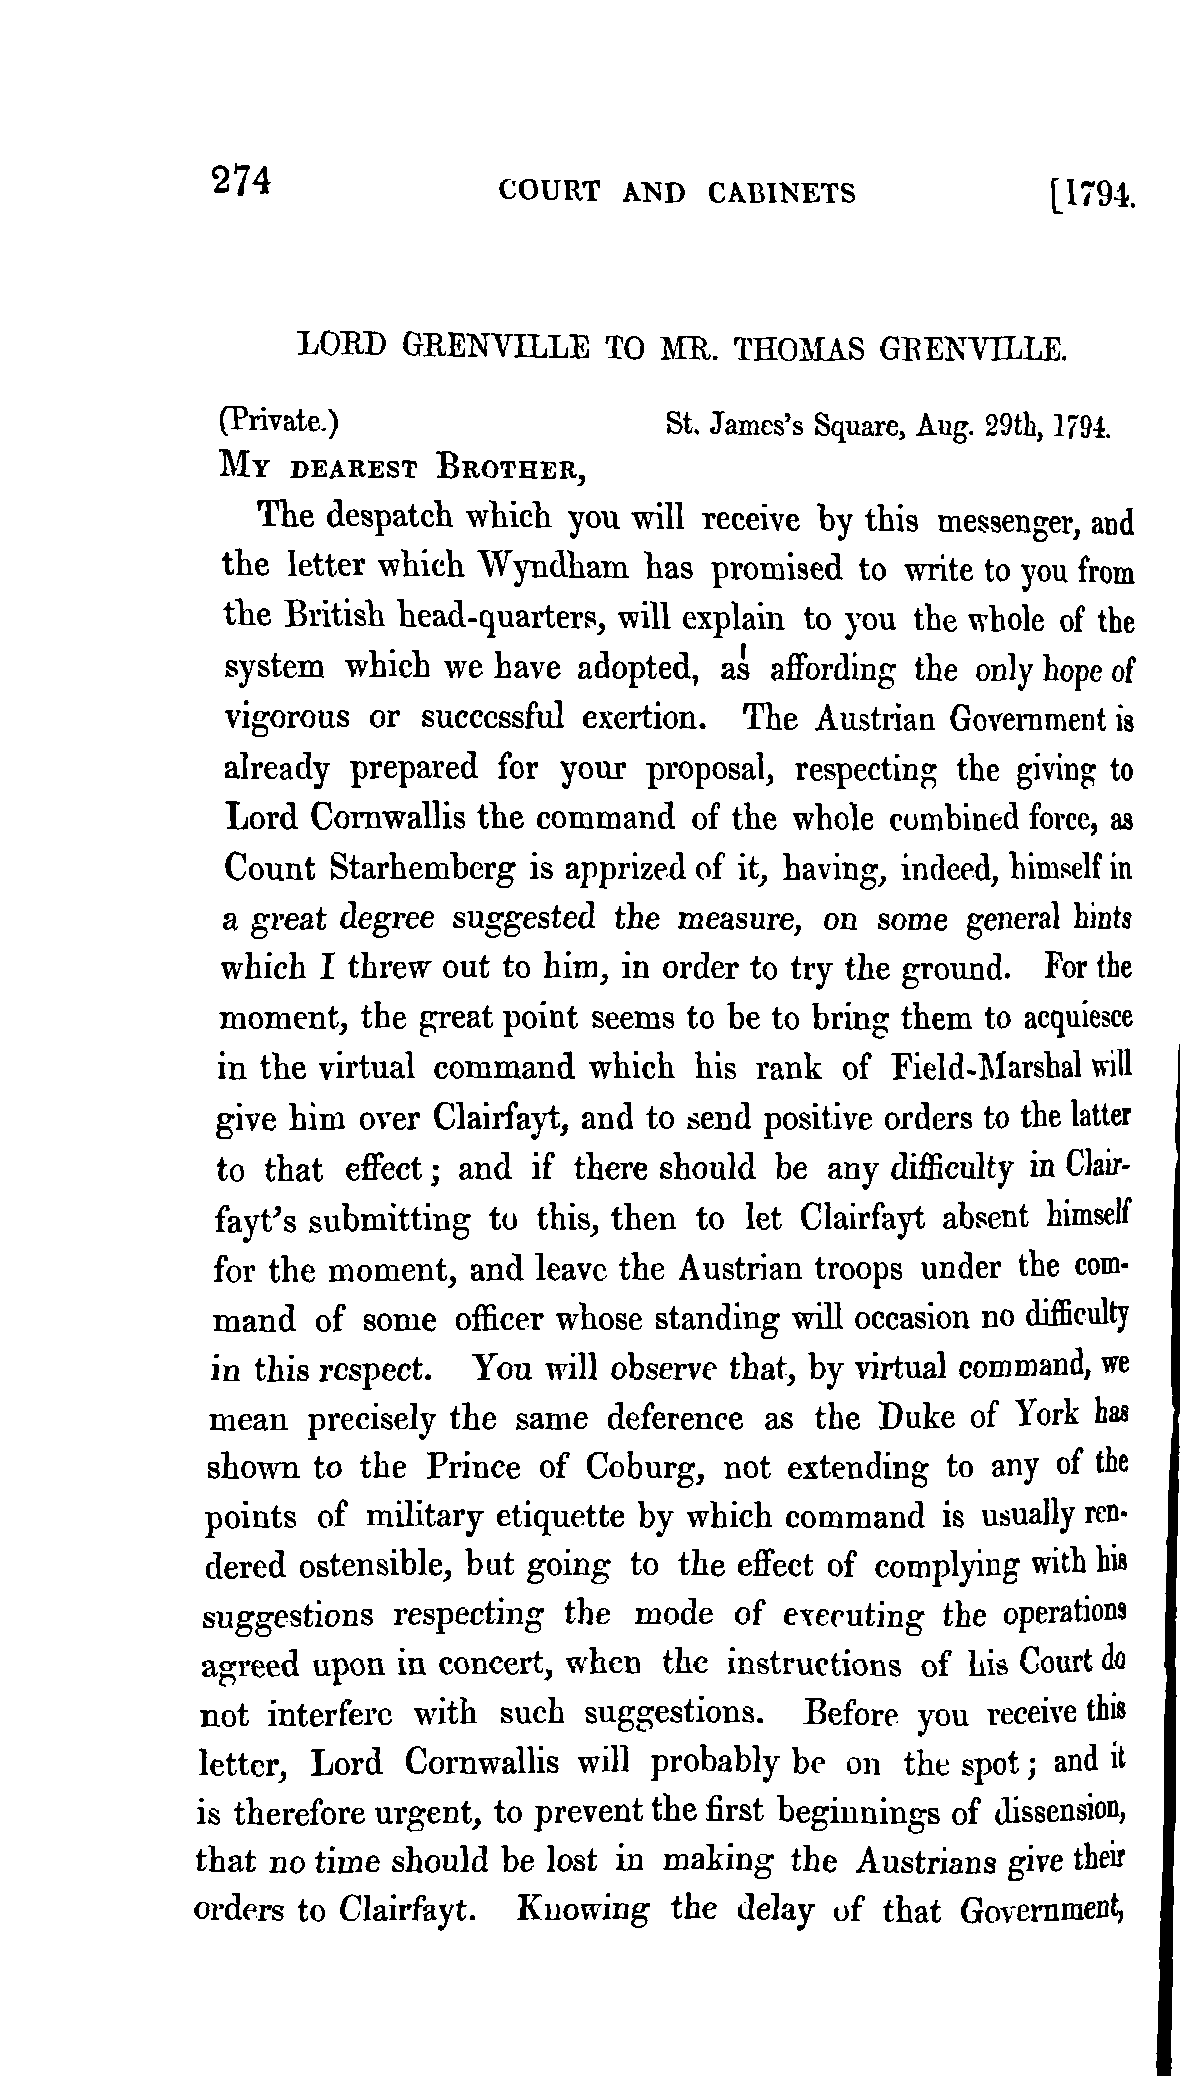 274 COURT AND CABINETS [1794.
LORD GRENVILLE TO MR. THOMAS GRENVILLE.
(Private.) St. James's Square, Aug. 29th, 1794.
MY DEAREST BROTHER,
The despatch which you will receive by this messenger, and
the letter which Wyndham has promised to write to you from
the British head-quarters, will explain to you the whole of the
system which we have adopted, as affording the only hope of
vigorous or successful exertion. The Austrian Government is
already prepared for your proposal, respecting the giving to
Lord Cornwallis the command of the whole combined force, as
Count Starhemberg is apprized of it, having, indeed, himself in
a great degree suggested the measure, on some general hints
which I threw out to him, in order to try the ground. For the
moment, the great point seems to be to bring them to acquiesce
in the virtual command which his rank of Field-Marshal will
give him over Clairfayt, and to send positive orders to the latter
to that effect; and if there should be any difficulty in Clair-
fayt's submitting to this, then to let Clairfayt absent himself
for the moment, and leave the Austrian troops under the com-
mand of some officer whose standing will occasion no difficulty
in this respect. You will observe that, by virtual command, we
mean precisely the same deference as the Duke of York has
shown to the Prince of Coburg, not extending to any of the
points of military etiquette by which command is usually ren-
dered ostensible, but going to the effect of complying with his
suggestions respecting the mode of executing the operations
agreed upon in concert, when the instructions of his Court do
not interfere with such suggestions. Before you receive this
letter, Lord Cornwallis will probably be on the spot; and it
is therefore urgent, to prevent the first beginnings of dissension,
that no time should be lost in making the Austrians give their
orders to Clairfayt. Knowing the delay of that Government,